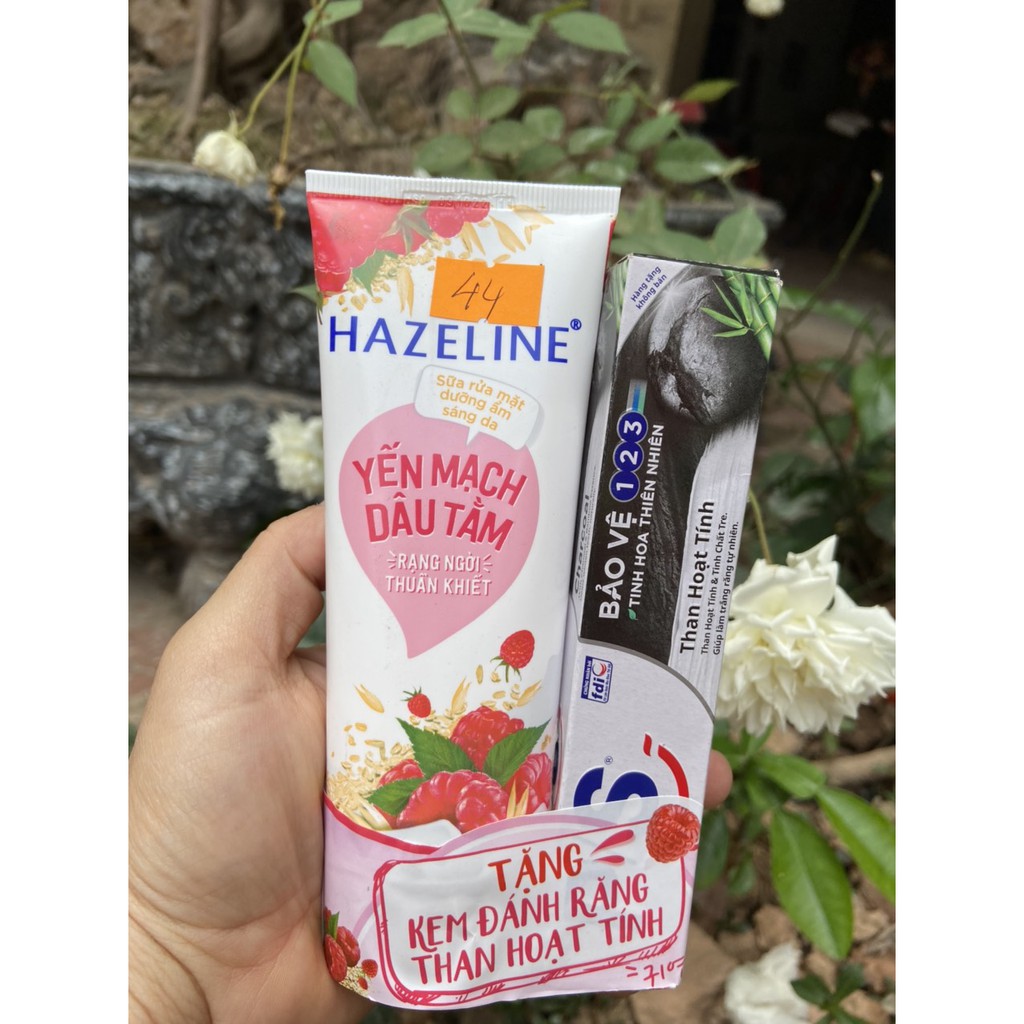 44
HAZELINE®
Sữa rửa mặt
dưỡng ẩm
sáng da
YẾN MẠCH
DÂU TẰM
RẠNG NGỜI
THUẦN KHIẾT
Hàng tặng
không bán
Charcoal
BẢO VỆ 123
TINH HOA THIÊN NHIÊN
Than Hoạt Tính
Than Hoạt Tính & Tinh Chất Tre,
Giúp làm trắng răng tự nhiên.
fdi
S®
TẶNG
KEM ĐÁNH RĂNG
THAN HOẠT TÍNH